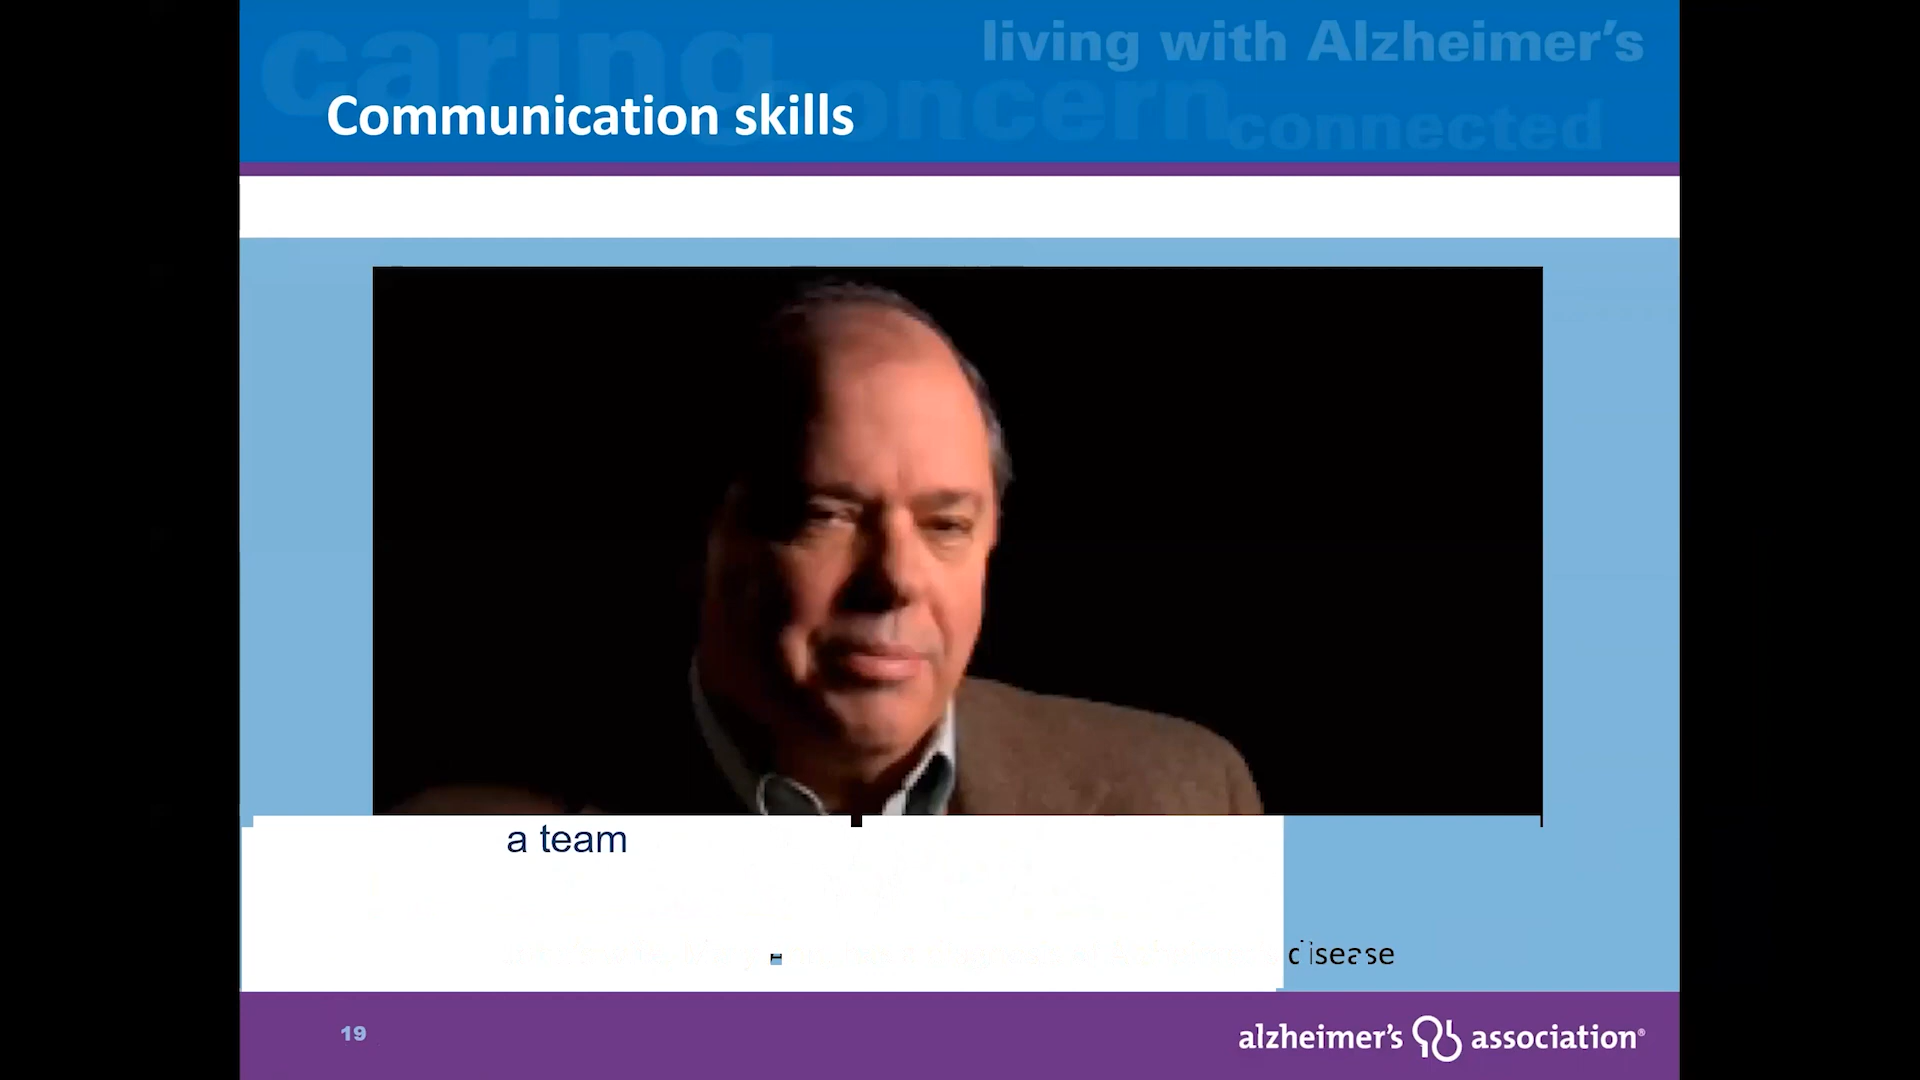 living with Alzheimer's
caring
concern
connected
Communication skills
a team
disease
19
alzheimer's association®